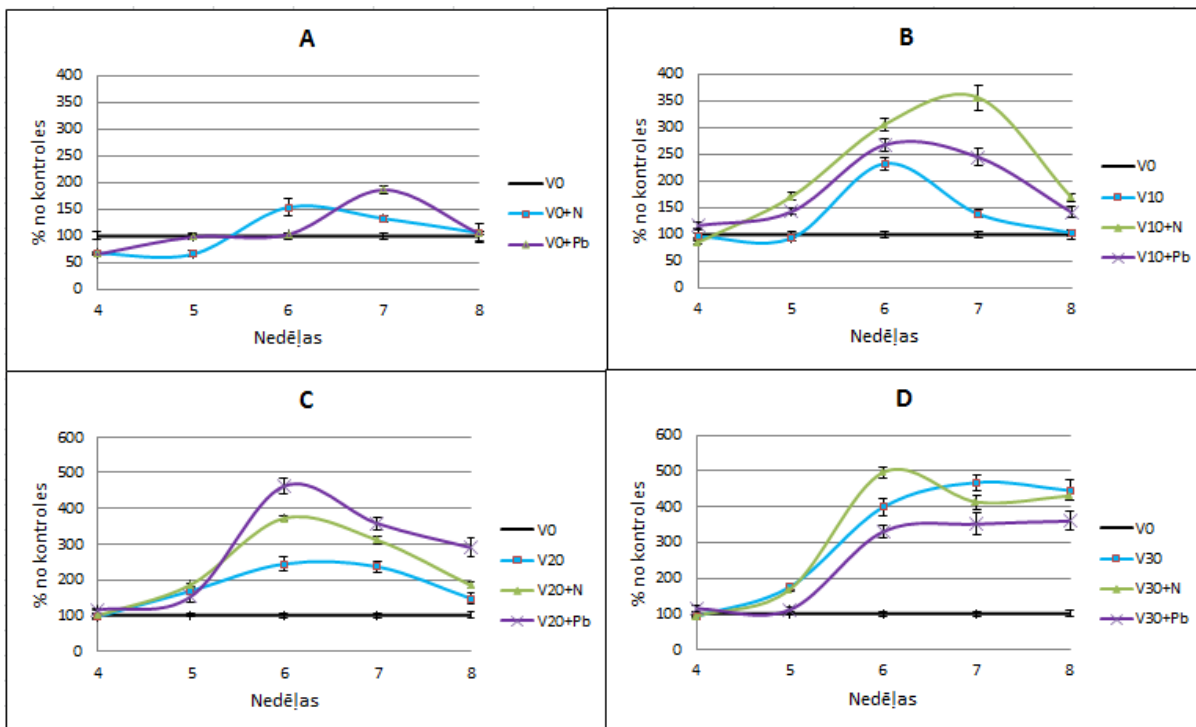 A
% no kontroles
400
350
300
250
200
150
100
50
0
4 5 6 7 8
Nedēļas
V0
V0+N
V0+Pb
B
% no kontroles
400
350
300
250
200
150
100
50
0
4 5 6 7 8
Nedēļas
V0
V10
V10+N
V10+Pb
C
% no kontroles
600
500
400
300
200
100
0
4 5 6 7 8
Nedēļas
V0
V20
V20+N
V20+Pb
D
% no kontroles
600
500
400
300
200
100
0
4 5 6 7 8
Nedēļas
V0
V30
V30+N
V30+Pb